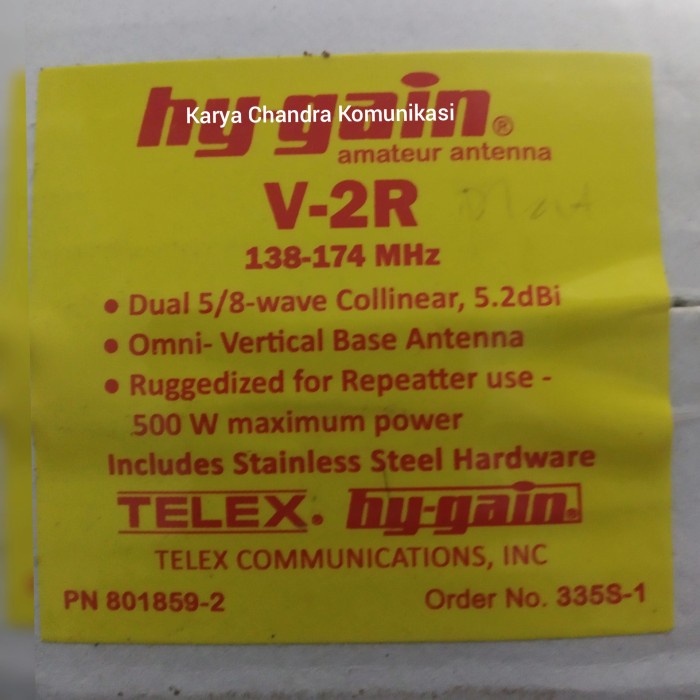 hy-gain®
Karya Chandra Komunikasi
amateur antenna
V-2R
138-174 MHz
• Dual 5/8-wave Collinear, 5.2dBi
• Omni- Vertical Base Antenna
• Ruggedized for Repeatter use -
500 W maximum power
Includes Stainless Steel Hardware
TELEX. hy-gain®
TELEX COMMUNICATIONS, INC
PN 801859-2
Order No. 335S-1